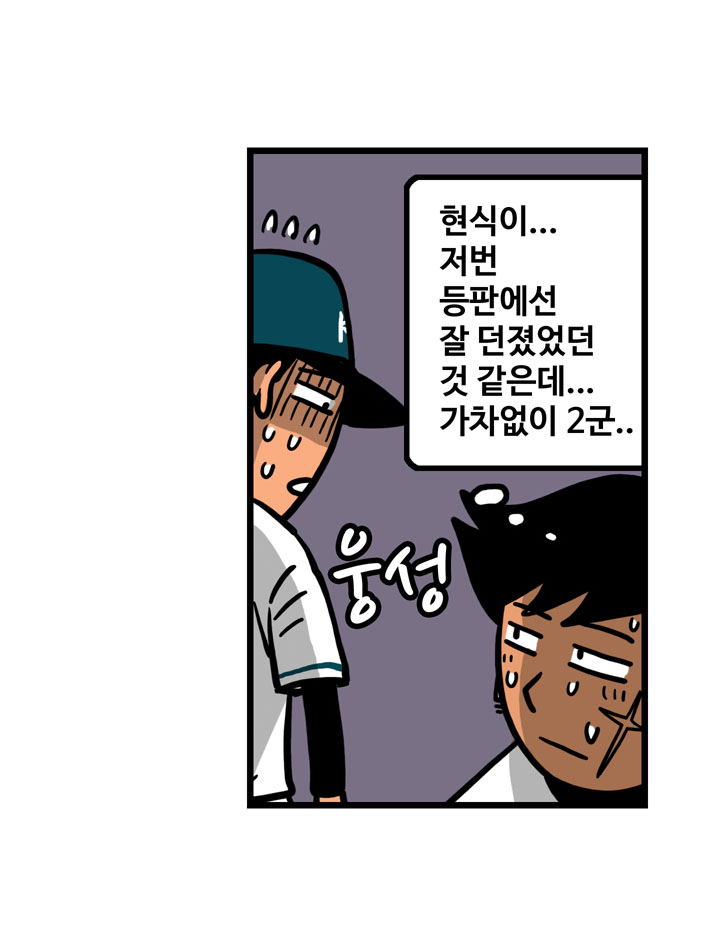 현식이...
저번
등판에선
잘 던졌었던
것 같은데...
가차없이 2군..
웅성